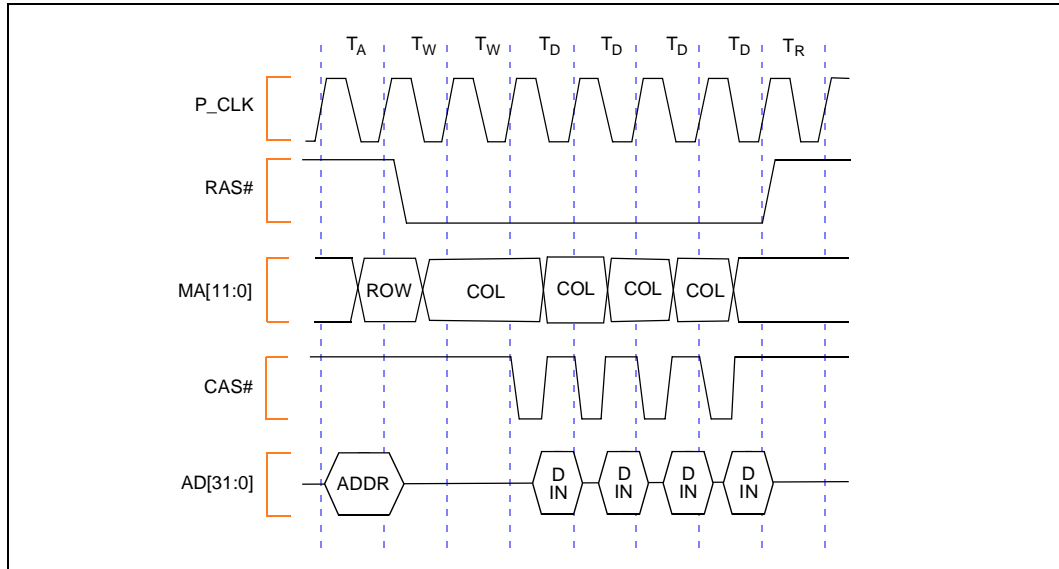 TA TW TW TD TD TD TD TR
P_CLK
RAS#
MA[11:0] ROW COL COL COL COL
CAS#
AD[31:0] ADDR D IN D IN D IN D IN